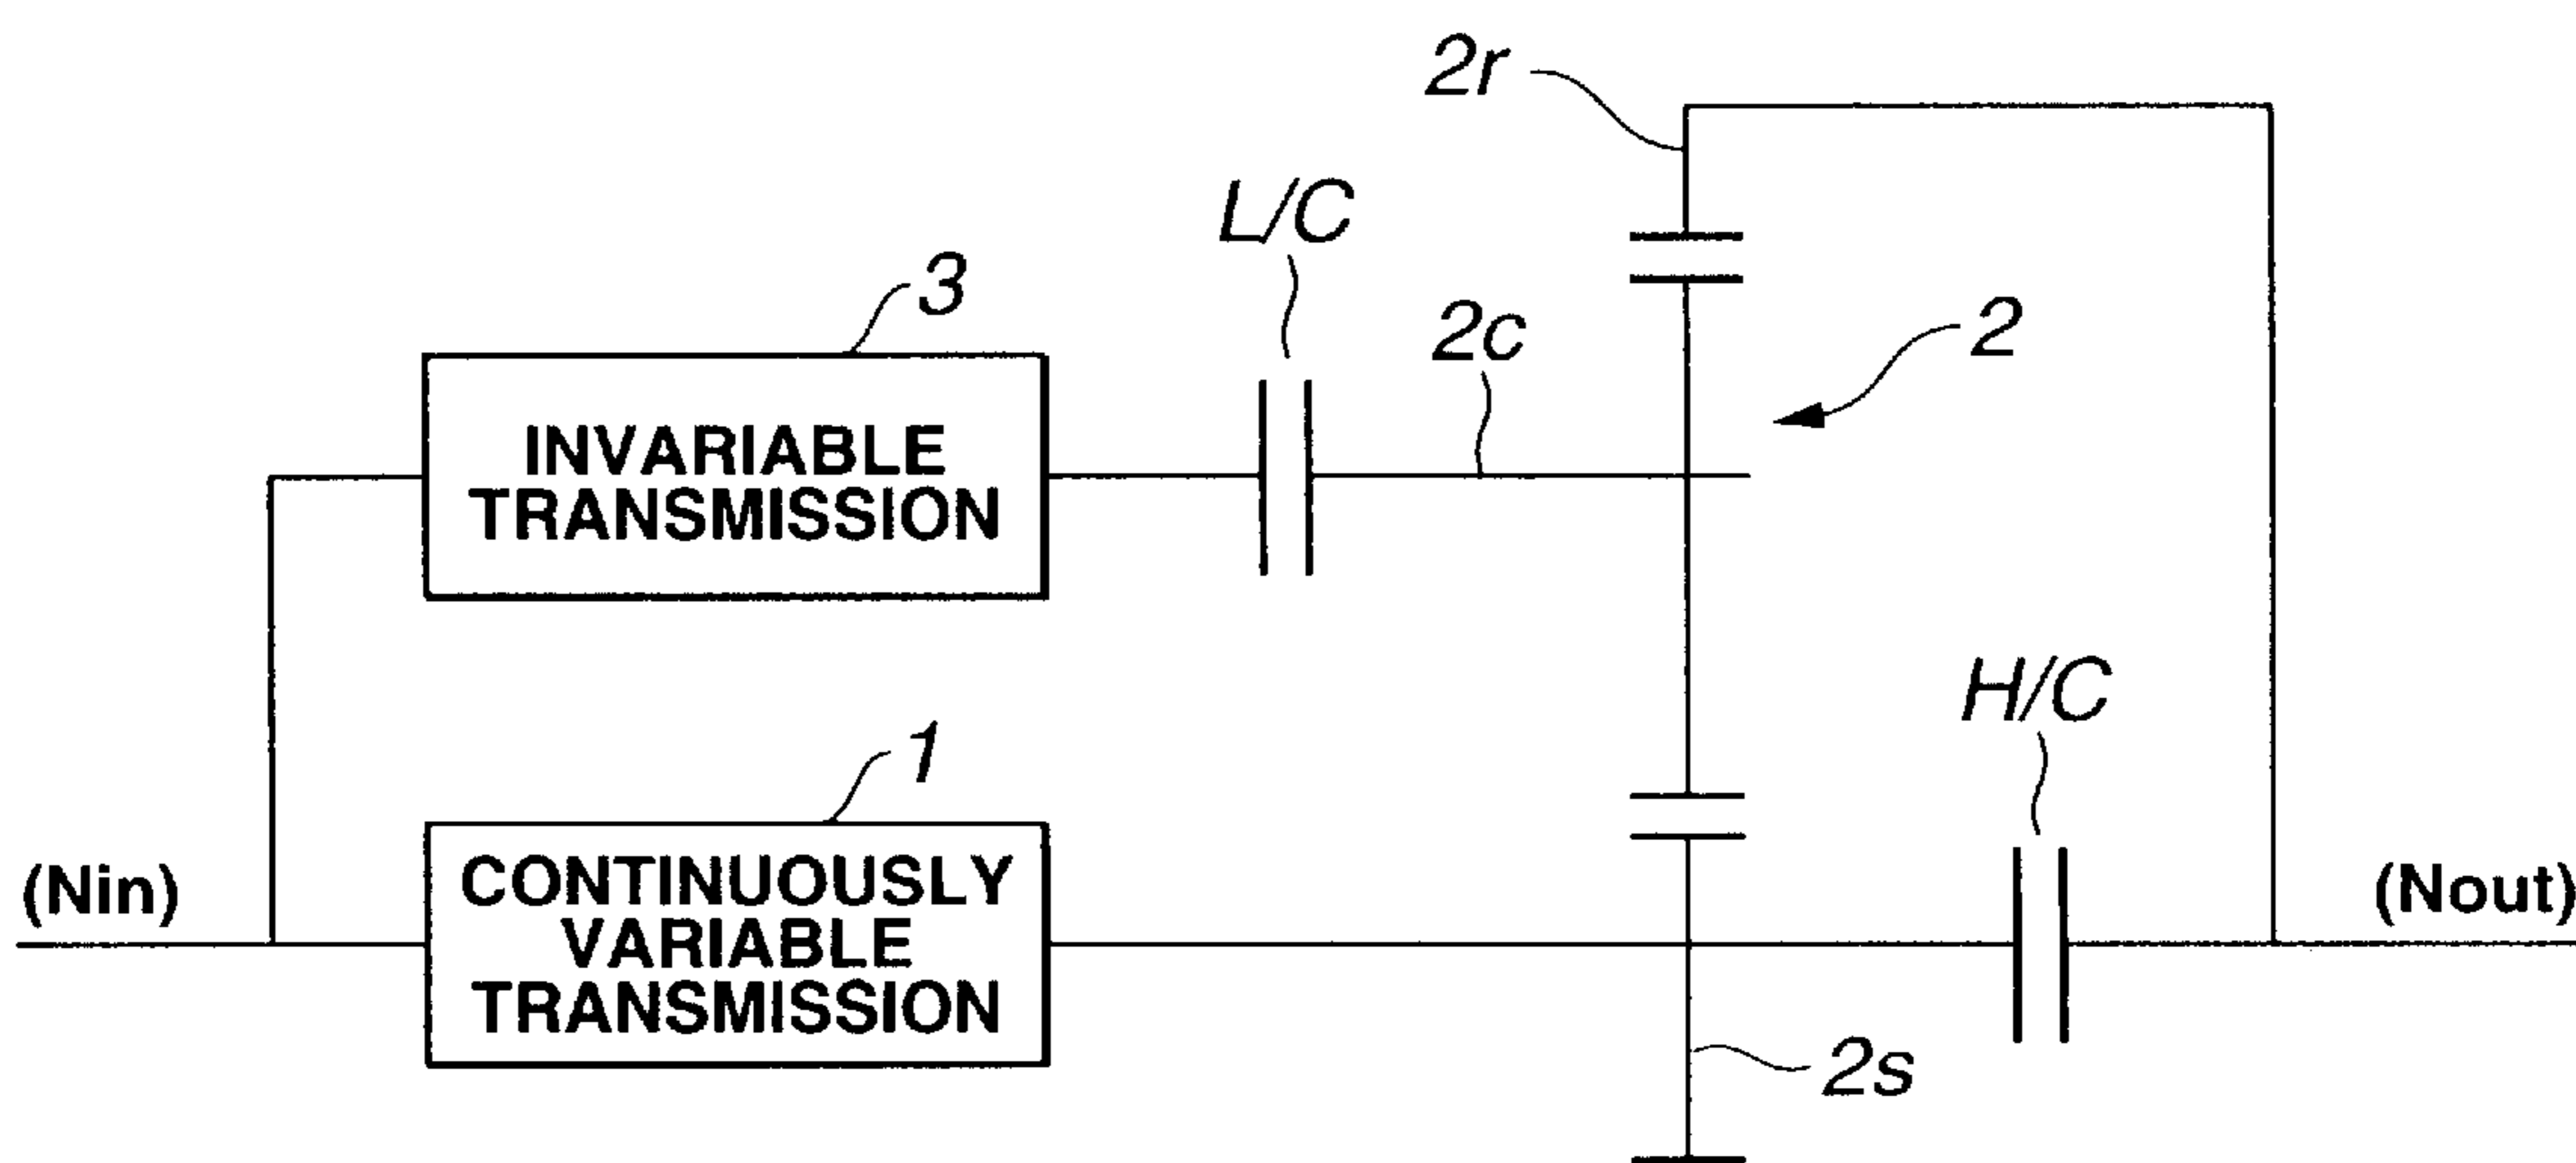 2r
L/C
3
2c
2
INVARIABLE
TRANSMISSION
H/C
1
(Nin)
CONTINUOUSLY
VARIABLE
TRANSMISSION
(Nout)
2s